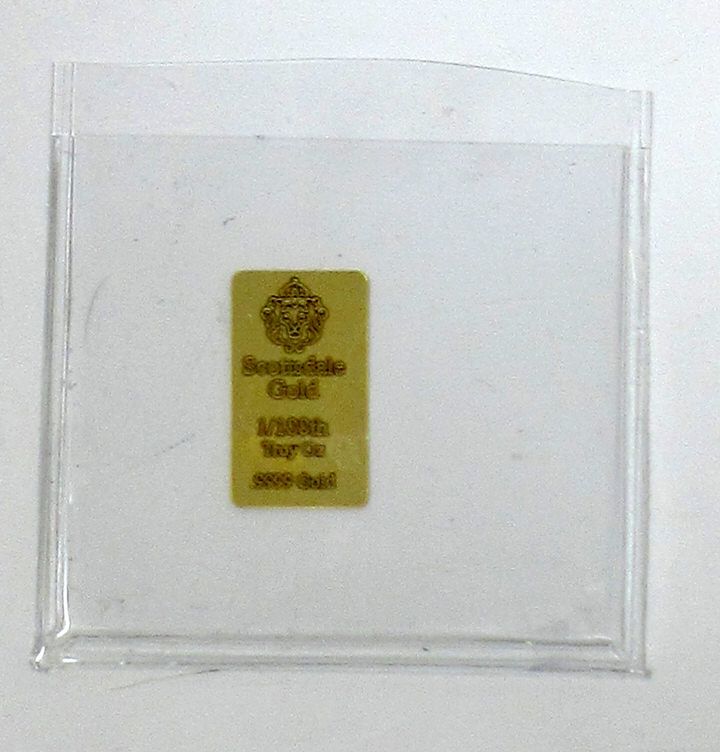 Scottsdale
Gold
1/100th
Troy Oz
.9999 Gold